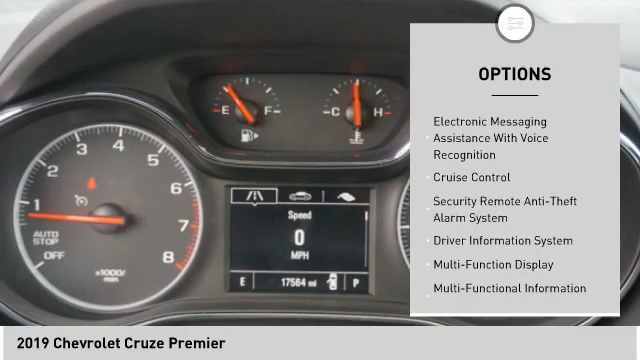 E F
C H
1 2 3 4 5 6 7 8
AUTO
STOP
OFF
x1000/
min
Speed
0
MPH
E 17564 mi P
OPTIONS
Electronic Messaging
Assistance With Voice
Recognition
Cruise Control
Security Remote Anti-Theft
Alarm System
Driver Information System
Multi-Function Display
Multi-Functional Information
2019 Chevrolet Cruze Premier